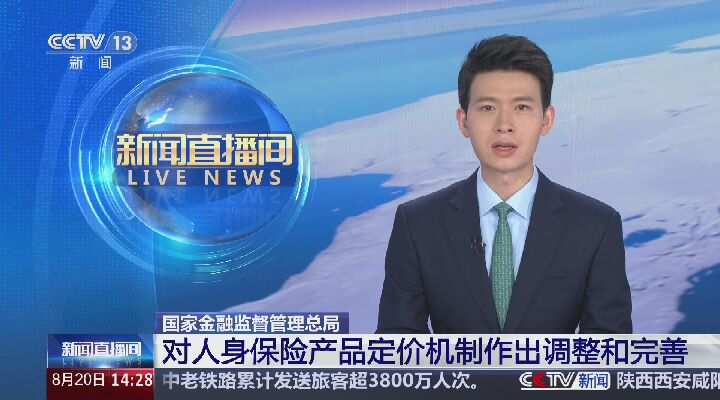 CCTV 13
新闻
新闻直播间
LIVE NEWS
国家金融监督管理总局
对人身保险产品定价机制作出调整和完善
新闻直播间
8月20日 14:28
中老铁路累计发送旅客超3800万人次。
CCTV 新闻 陕西西安咸阳